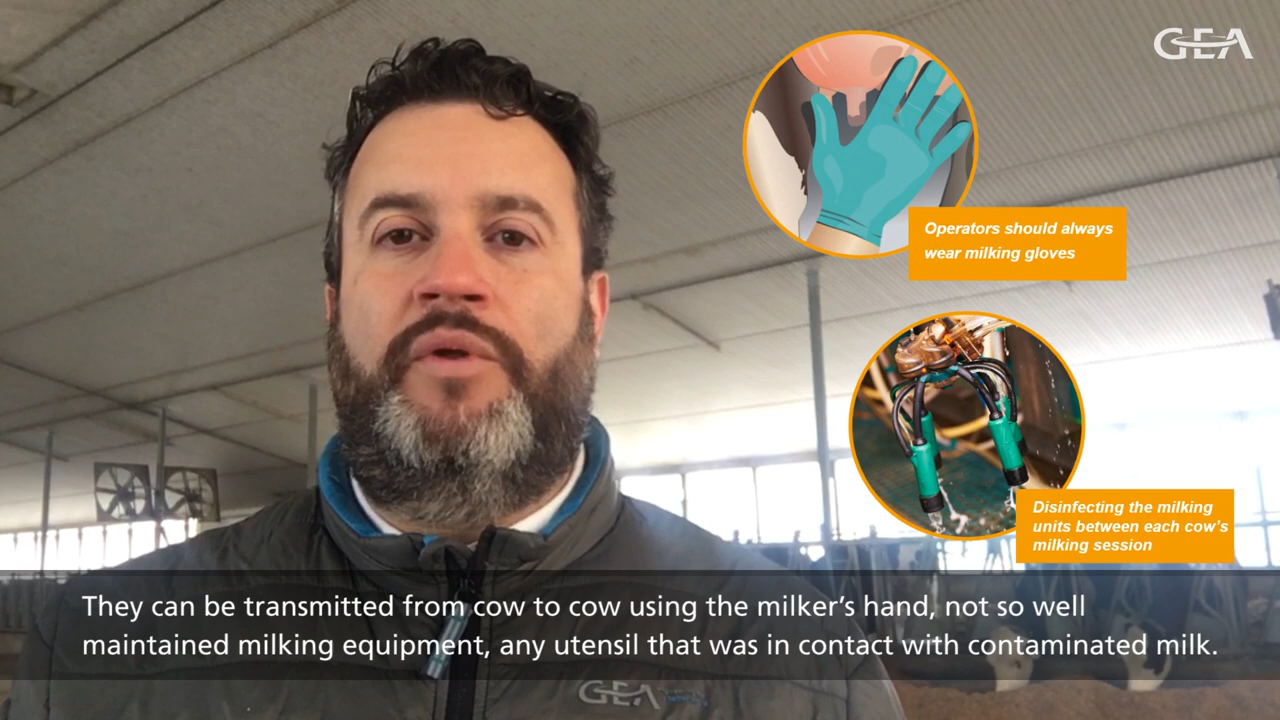 GEA
Operators should always
wear milking gloves
Disinfecting the milking
units between each cow's
milking session
They can be transmitted from cow to cow using the milker's hand, not so well
maintained milking equipment, any utensil that was in contact with contaminated milk.
GEA